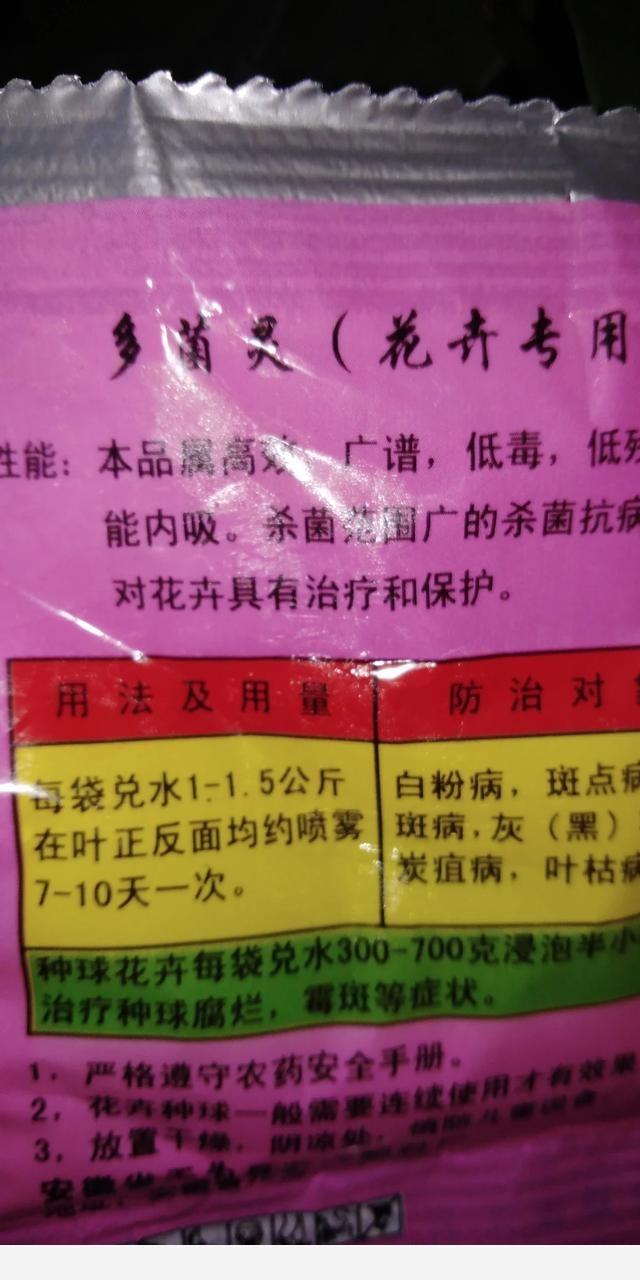 多菌灵（花卉专用
性能：本品属高效，广谱，低毒，低残
能内吸。杀菌范围广的杀菌抗病
对花卉具有治疗和保护。
用法及用量
防治对象
每袋兑水1-1.5公斤
在叶正反面均约喷雾
7-10天一次。
白粉病，斑点病
斑病，灰（黑）
炭疽病，叶枯病
种球花卉每袋兑水300-700克浸泡半小
治疗种球腐烂，霉斑等症状。
1，严格遵守农药安全手册。
2，花卉种球一般需要连续使用才有效果
3，放置干燥，阴凉处，
安徽省